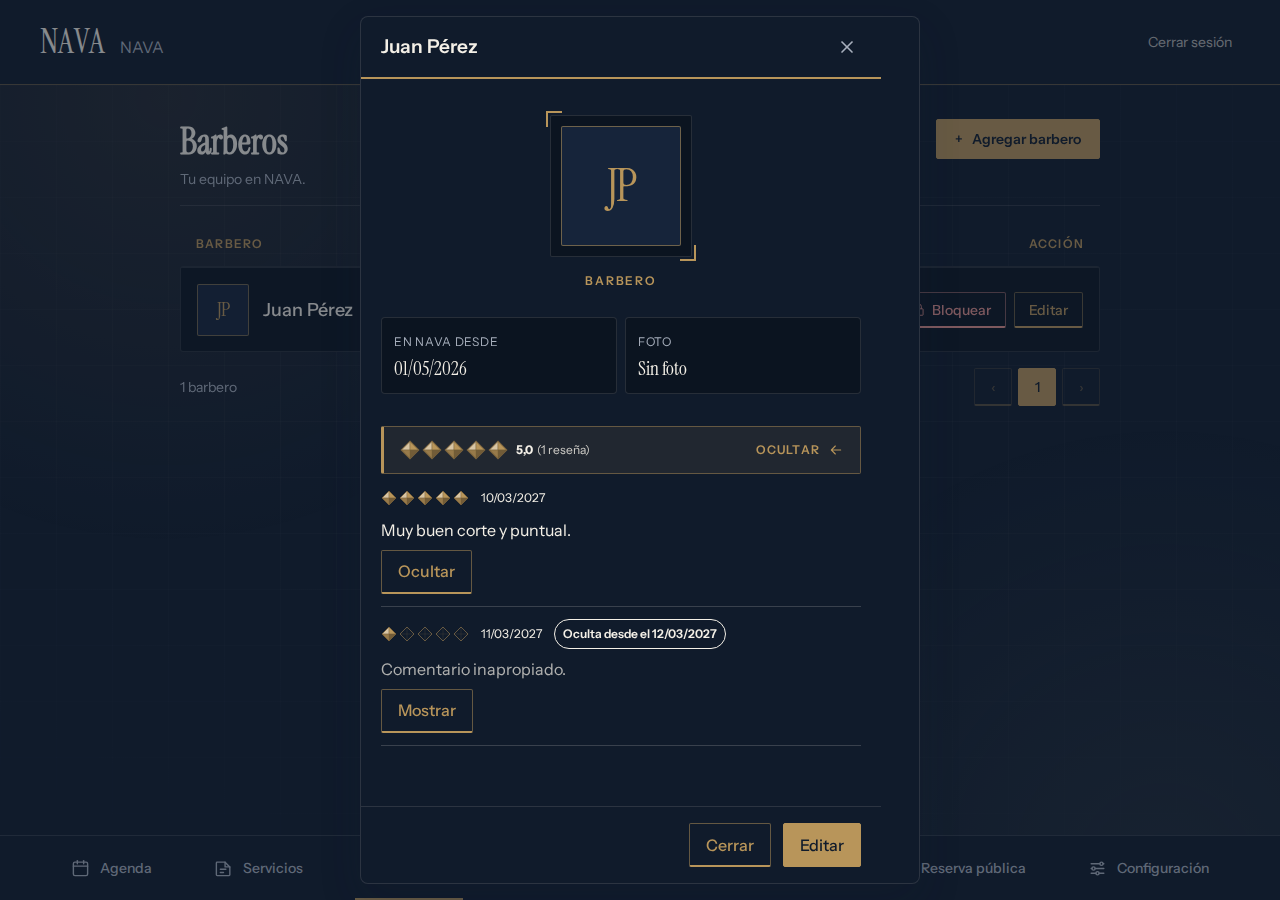 NAVA NAVA
Cerrar sesión
Juan Pérez
Barberos
Tu equipo en NAVA.
+ Agregar barbero
BARBERO
ACCIÓN
JP
Juan Pérez
Bloquear
Editar
1 barbero
‹ 1 ›
JP
BARBERO
EN NAVA DESDE
01/05/2026
FOTO
Sin foto
5,0 (1 reseña)
OCULTAR ←
10/03/2027
Muy buen corte y puntual.
Ocultar
11/03/2027 Oculta desde el 12/03/2027
Comentario inapropiado.
Mostrar
Cerrar
Editar
Agenda
Servicios
Reserva pública
Configuración